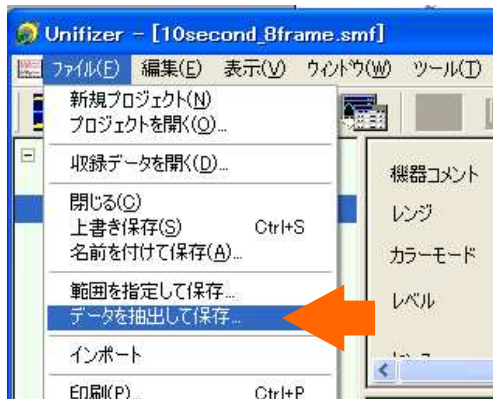 Unifizer - [10second_8frame.smf]
ファイル(F) 編集(E) 表示(V) ウィンドウ(W) ツール(T)
新規プロジェクト(N)
プロジェクトを開く(O)...
収録データを開く(D)...
閉じる(C)
上書き保存(S) Ctrl+S
名前を付けて保存(A)...
範囲を指定して保存...
データを抽出して保存...
インポート
印刷(P)... Ctrl+P
機器コメント
レンジ
カラーモード
レベル